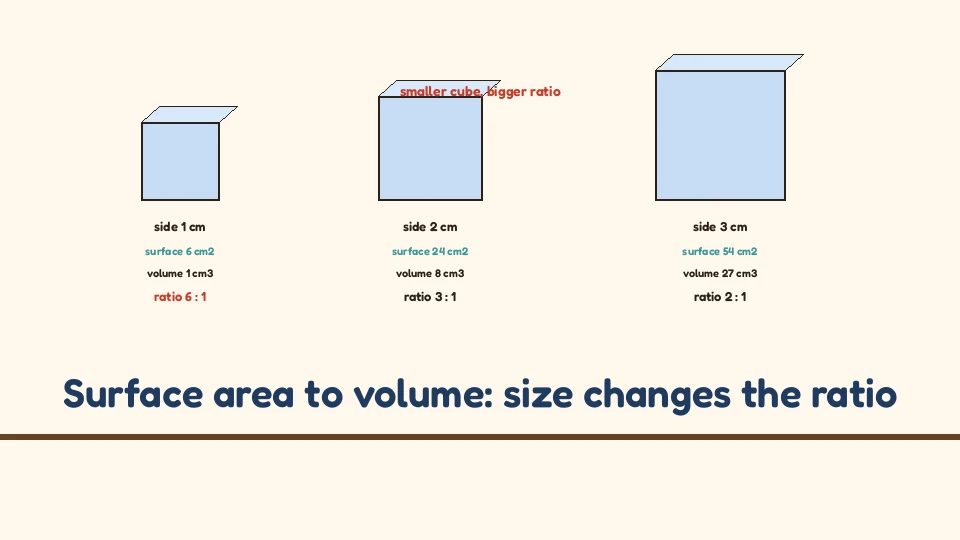 smaller cube, bigger ratio
side 1 cm
surface 6 cm2
volume 1 cm3
ratio 6 : 1
side 2 cm
surface 24 cm2
volume 8 cm3
ratio 3 : 1
side 3 cm
surface 54 cm2
volume 27 cm3
ratio 2 : 1
Surface area to volume: size changes the ratio